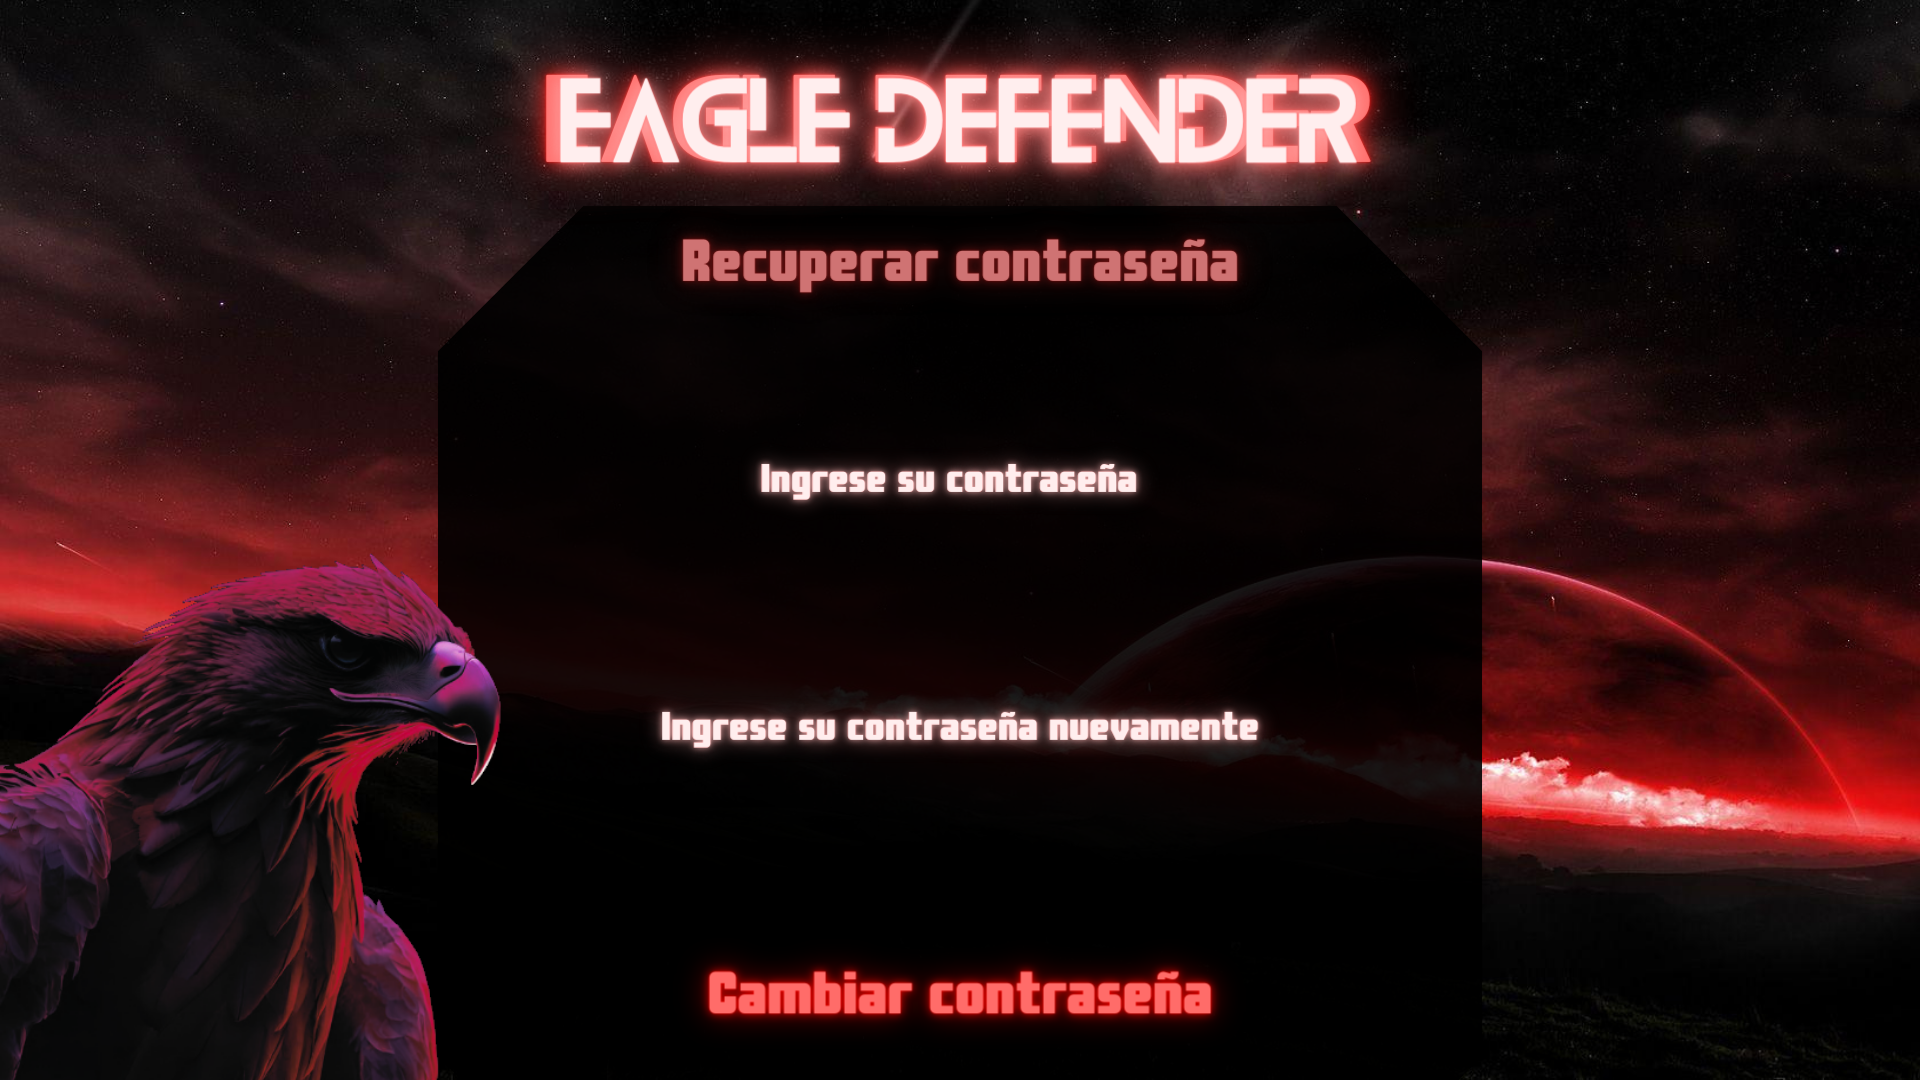 EAGLE DEFENDER
Recuperar contraseña
Ingrese su contraseña
Ingrese su contraseña nuevamente
Cambiar contraseña